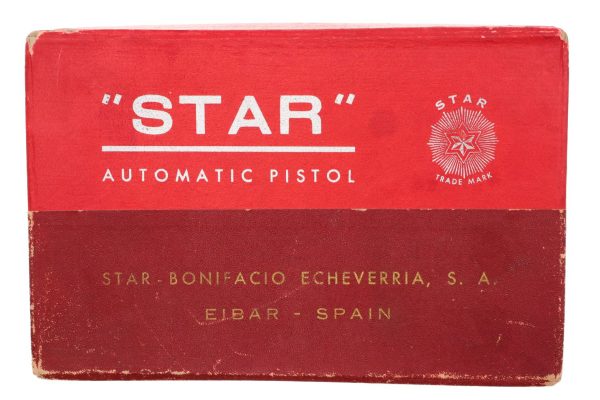 "STAR"
AUTOMATIC PISTOL
STAR
TRADE MARK
STAR - BONIFACIO ECHEVERRIA, S. A.
EIBAR - SPAIN